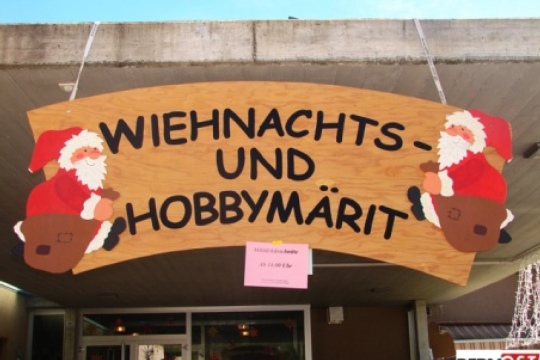 WIEHNACHTS-
UND
HOBBYMÄRIT